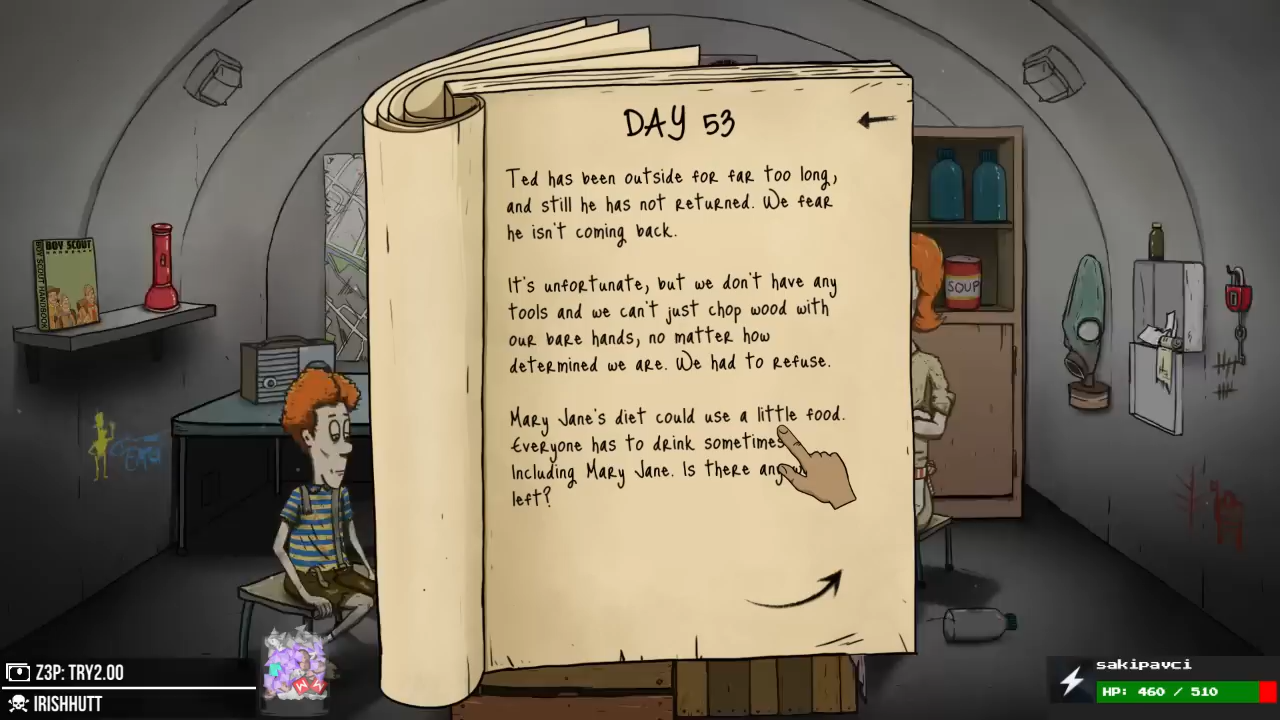 DAY 53
Ted has been outside for far too long,
and still he has not returned. We fear
he isn't coming back.
It's unfortunate, but we don't have any
tools and we can't just chop wood with
our bare hands, no matter how
determined we are. We had to refuse.
Mary Jane's diet could use a little food.
Everyone has to drink sometimes
Including Mary Jane. Is there any
left?
BOY SCOUT
BOY SCOUT HANDBOOK
SOUP
Z3P: TRY2.00
IRISHHUTT
sakipavci
HP: 460 / 510